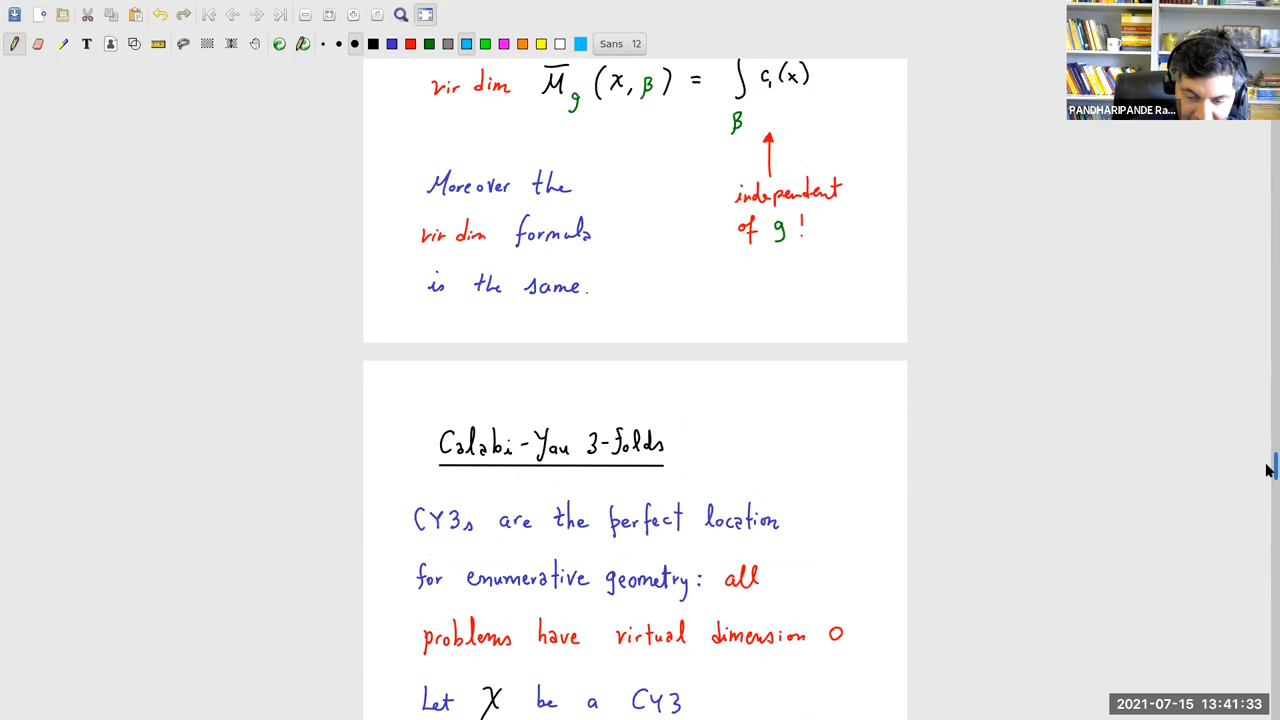 Sans 12
PANDHARIPANDE Ra...
vir dim M̅_g (X, β) = ∫_β c₁(X)
independent
of g !
Moreover the
vir dim formula
is the same.
Calabi-Yau 3-folds
CY3s are the perfect location
for enumerative geometry: all
problems have virtual dimension 0
Let X be a CY3
2021-07-15 13:41:33